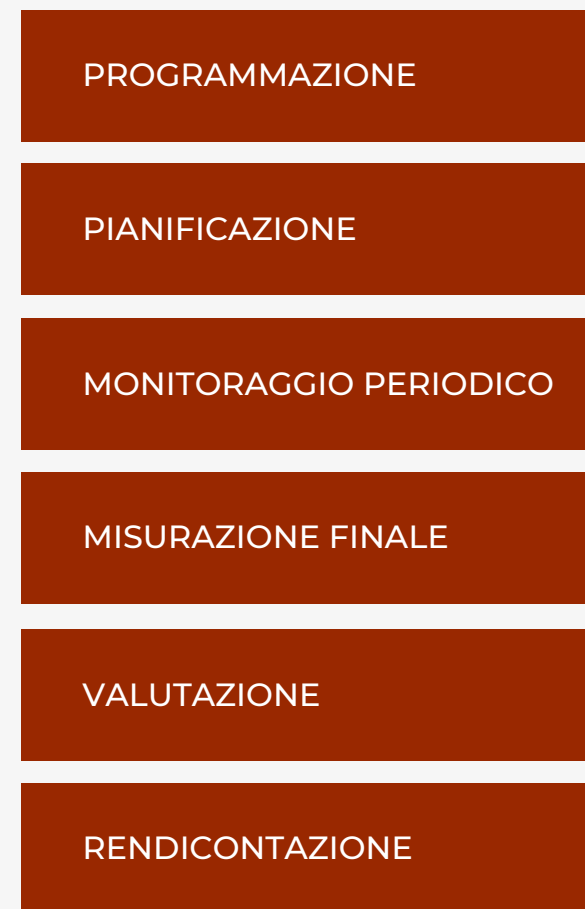 PROGRAMMAZIONE
PIANIFICAZIONE
MONITORAGGIO PERIODICO
MISURAZIONE FINALE
VALUTAZIONE
RENDICONTAZIONE